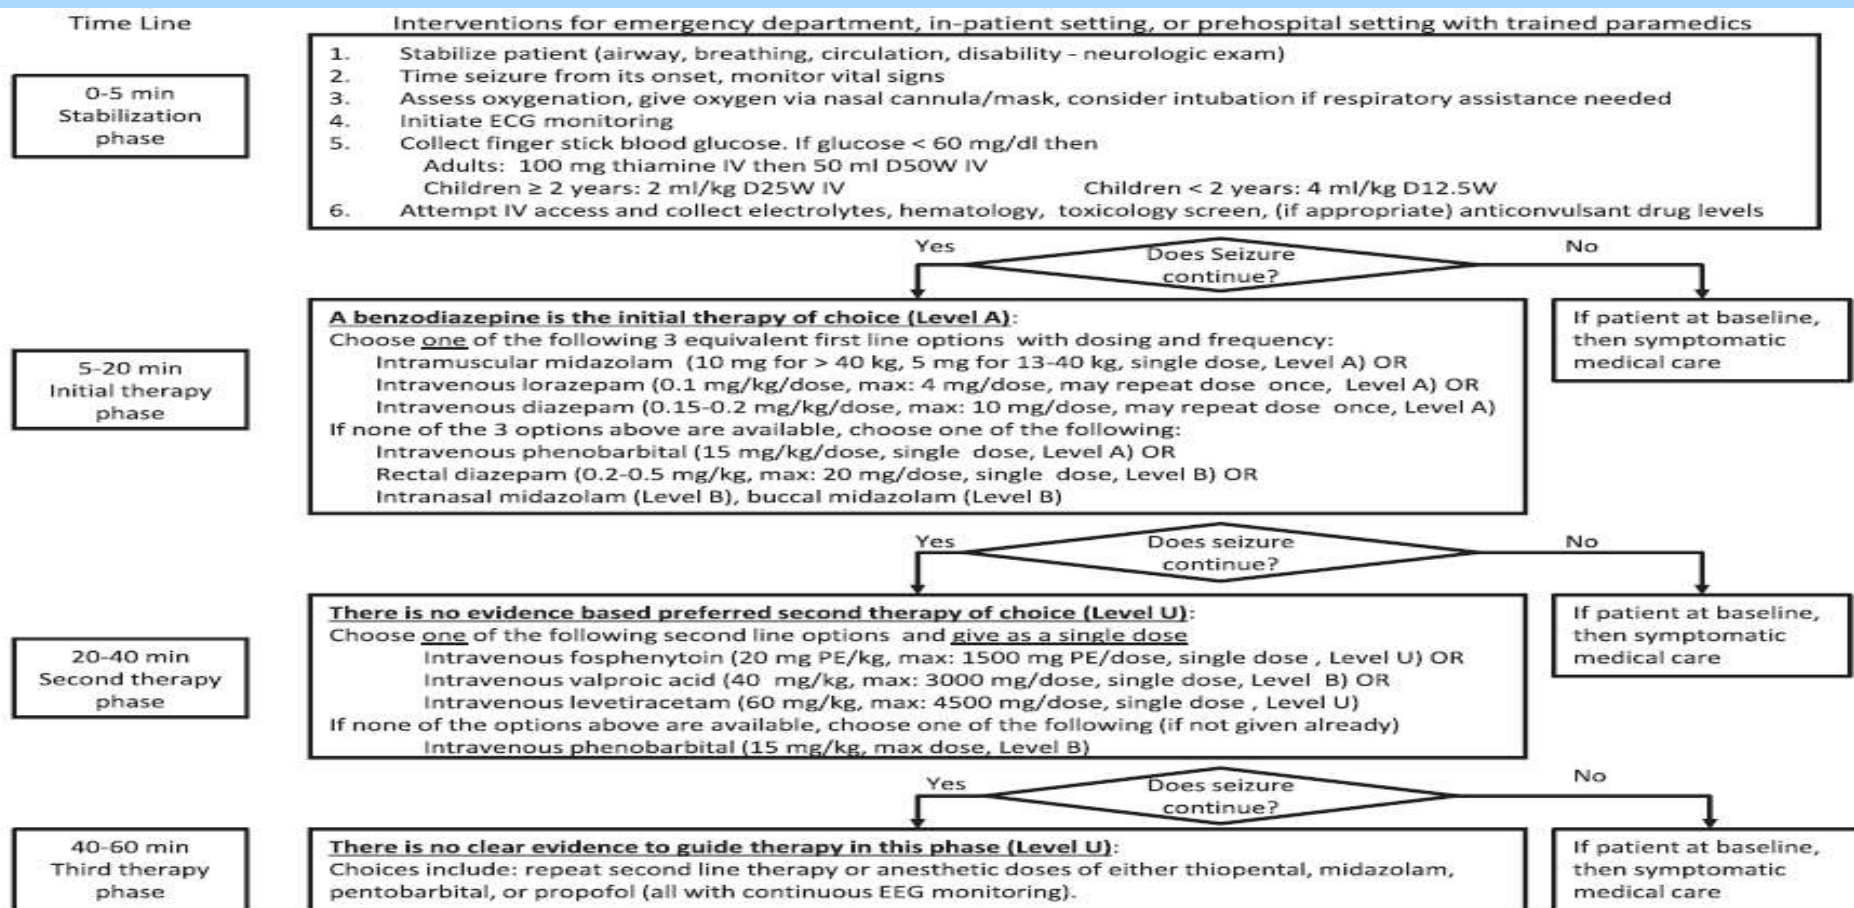 Time Line
Interventions for emergency department, in-patient setting, or prehospital setting with trained paramedics
0-5 min
Stabilization
phase
1. Stabilize patient (airway, breathing, circulation, disability - neurologic exam)
2. Time seizure from its onset, monitor vital signs
3. Assess oxygenation, give oxygen via nasal cannula/mask, consider intubation if respiratory assistance needed
4. Initiate ECG monitoring
5. Collect finger stick blood glucose. If glucose < 60 mg/dl then
Adults: 100 mg thiamine IV then 50 ml D50W IV
Children ≥ 2 years: 2 ml/kg D25W IV Children < 2 years: 4 ml/kg D12.5W
6. Attempt IV access and collect electrolytes, hematology, toxicology screen, (if appropriate) anticonvulsant drug levels
Yes
Does Seizure
continue?
No
5-20 min
Initial therapy
phase
A benzodiazepine is the initial therapy of choice (Level A):
Choose one of the following 3 equivalent first line options with dosing and frequency:
Intramuscular midazolam (10 mg for > 40 kg, 5 mg for 13-40 kg, single dose, Level A) OR
Intravenous lorazepam (0.1 mg/kg/dose, max: 4 mg/dose, may repeat dose once, Level A) OR
Intravenous diazepam (0.15-0.2 mg/kg/dose, max: 10 mg/dose, may repeat dose once, Level A)
If none of the 3 options above are available, choose one of the following:
Intravenous phenobarbital (15 mg/kg/dose, single dose, Level A) OR
Rectal diazepam (0.2-0.5 mg/kg, max: 20 mg/dose, single dose, Level B) OR
Intranasal midazolam (Level B), buccal midazolam (Level B)
If patient at baseline,
then symptomatic
medical care
Yes
Does seizure
continue?
No
20-40 min
Second therapy
phase
There is no evidence based preferred second therapy of choice (Level U):
Choose one of the following second line options and give as a single dose
Intravenous fosphenytoin (20 mg PE/kg, max: 1500 mg PE/dose, single dose , Level U) OR
Intravenous valproic acid (40 mg/kg, max: 3000 mg/dose, single dose, Level B) OR
Intravenous levetiracetam (60 mg/kg, max: 4500 mg/dose, single dose , Level U)
If none of the options above are available, choose one of the following (if not given already)
Intravenous phenobarbital (15 mg/kg, max dose, Level B)
If patient at baseline,
then symptomatic
medical care
Yes
Does seizure
continue?
No
40-60 min
Third therapy
phase
There is no clear evidence to guide therapy in this phase (Level U):
Choices include: repeat second line therapy or anesthetic doses of either thiopental, midazolam,
pentobarbital, or propofol (all with continuous EEG monitoring).
If patient at baseline,
then symptomatic
medical care